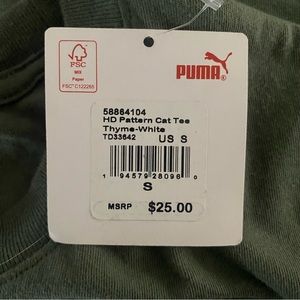 FSC
MIX
Paper
FSC® C122265
PUMA®
58864104
HD Pattern Cat Tee
Thyme-White
TD33642 US S
1 94579 28096 0
S
MSRP $25.00